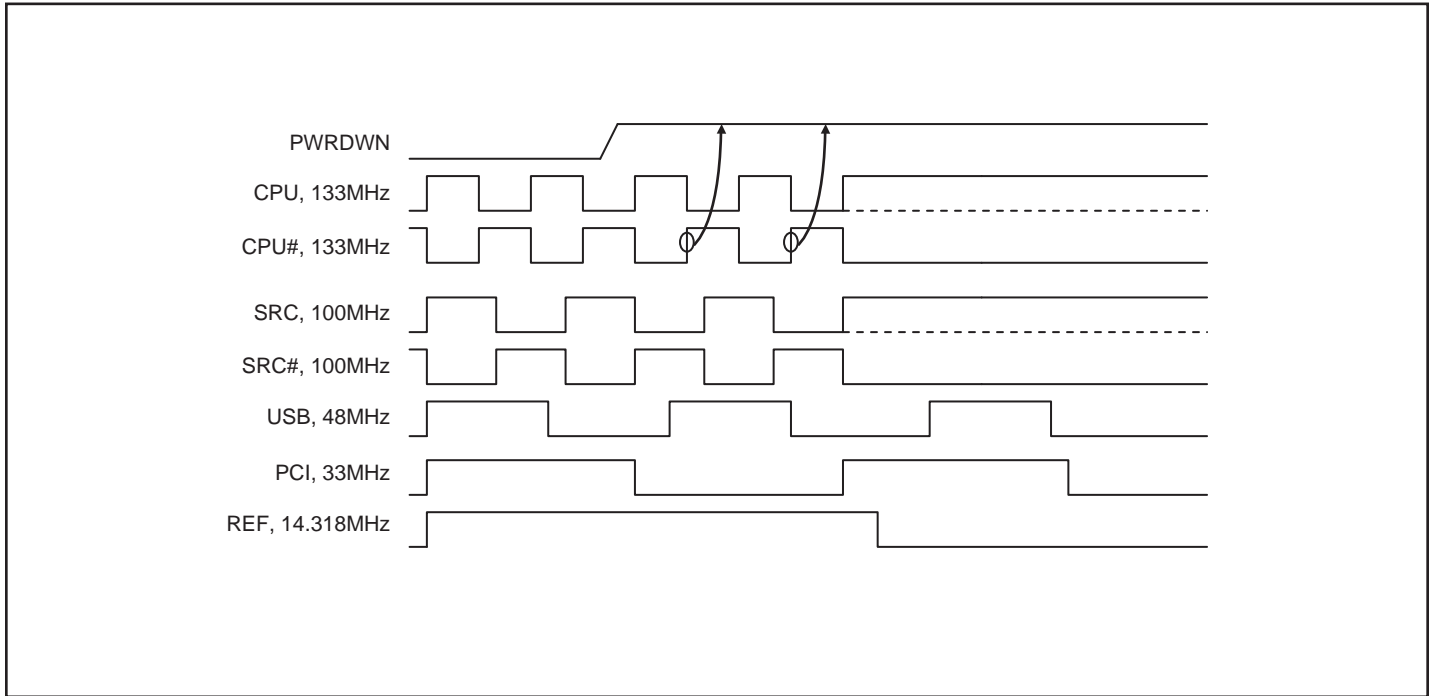 PWRDWN
CPU, 133MHz
CPU#, 133MHz
SRC, 100MHz
SRC#, 100MHz
USB, 48MHz
PCI, 33MHz
REF, 14.318MHz